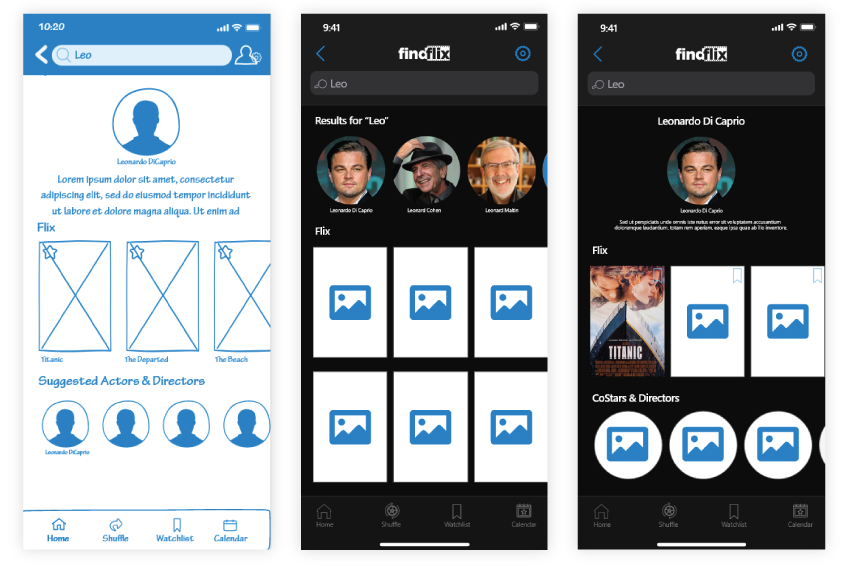 10:20
Leo
Leonardo DiCaprio
Lorem ipsum dolor sit amet, consectetur
adipiscing elit, sed do eiusmod tempor incididunt
ut labore et dolore magna aliqua. Ut enim ad
Flix
Titanic
The Departed
The Beach
Suggested Actors & Directors
Leonardo DiCaprio
Home
Shuffle
Watchlist
Calendar
9:41
findflix
Leo
Results for "Leo"
Leonardo Di Caprio
Leonard Cohen
Leonard Maltin
Flix
Home
Shuffle
Watchlist
Calendar
9:41
findflix
Leo
Leonardo Di Caprio
Leonardo Di Caprio
Sed ut perspiciatis unde omnis iste natus error sit voluptatem accusantium
doloremque laudantium, totam rem aperiam, eaque ipsa quae ab illo inventore.
Flix
TITANIC
CoStars & Directors
Home
Shuffle
Watchlist
Calendar